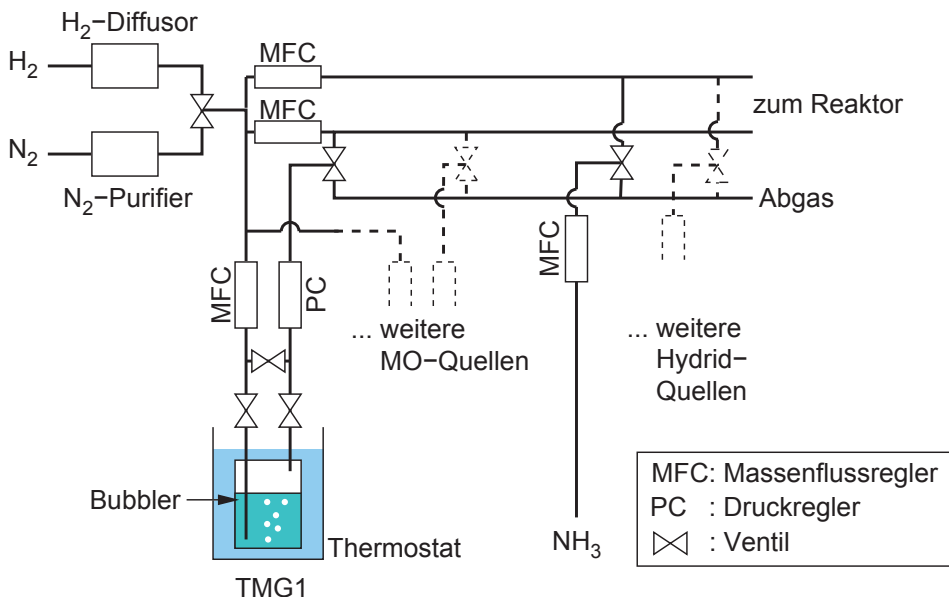 H2−Diffusor
H2
MFC
MFC
zum Reaktor
N2
N2−Purifier
Abgas
MFC
PC
MFC
... weitere
MO−Quellen
... weitere
Hydrid−
Quellen
Bubbler
Thermostat
TMG1
NH3
MFC: Massenflussregler
PC : Druckregler
: Ventil